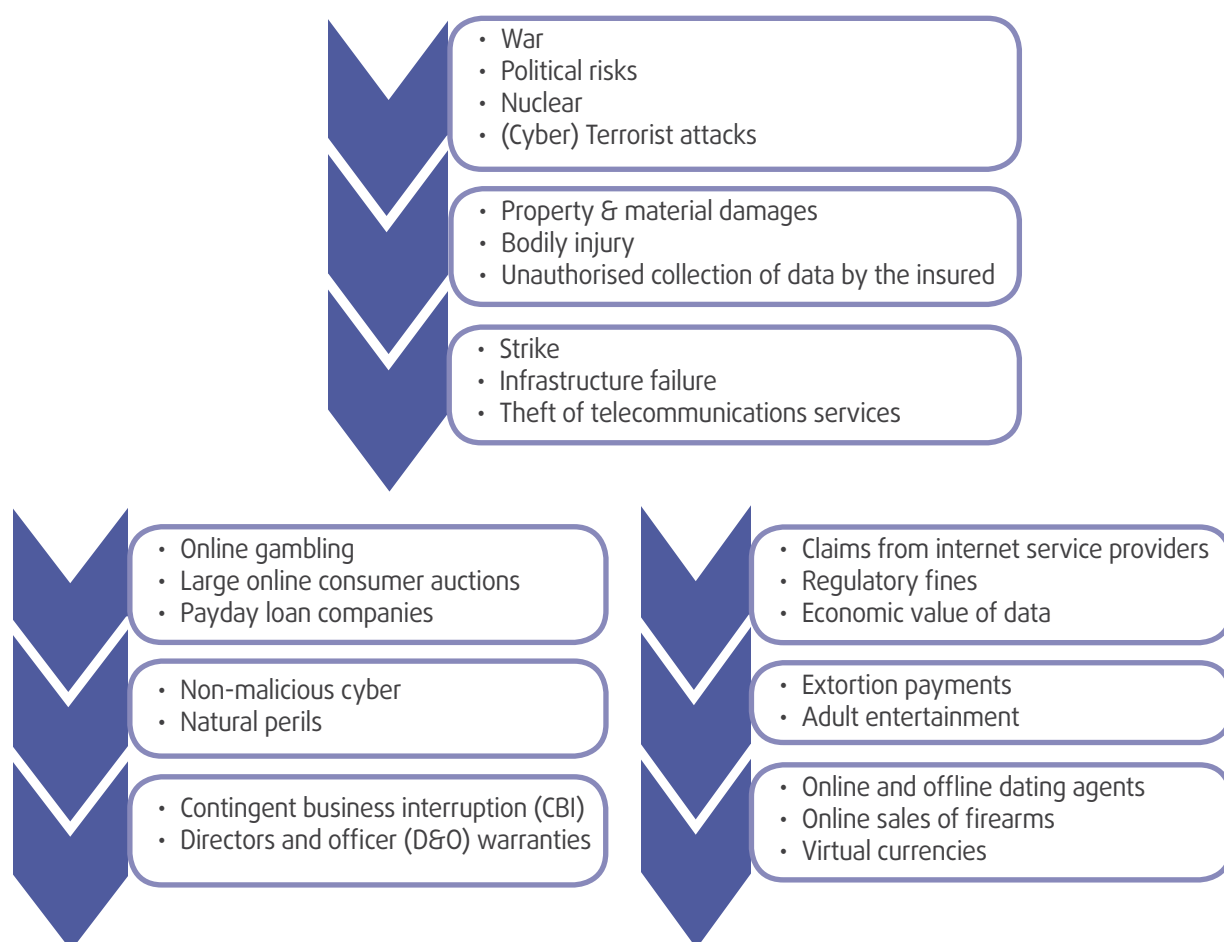 • War
• Political risks
• Nuclear
• (Cyber) Terrorist attacks
• Property & material damages
• Bodily injury
• Unauthorised collection of data by the insured
• Strike
• Infrastructure failure
• Theft of telecommunications services
• Online gambling
• Large online consumer auctions
• Payday loan companies
• Non-malicious cyber
• Natural perils
• Contingent business interruption (CBI)
• Directors and officer (D&O) warranties
• Claims from internet service providers
• Regulatory fines
• Economic value of data
• Extortion payments
• Adult entertainment
• Online and offline dating agents
• Online sales of firearms
• Virtual currencies